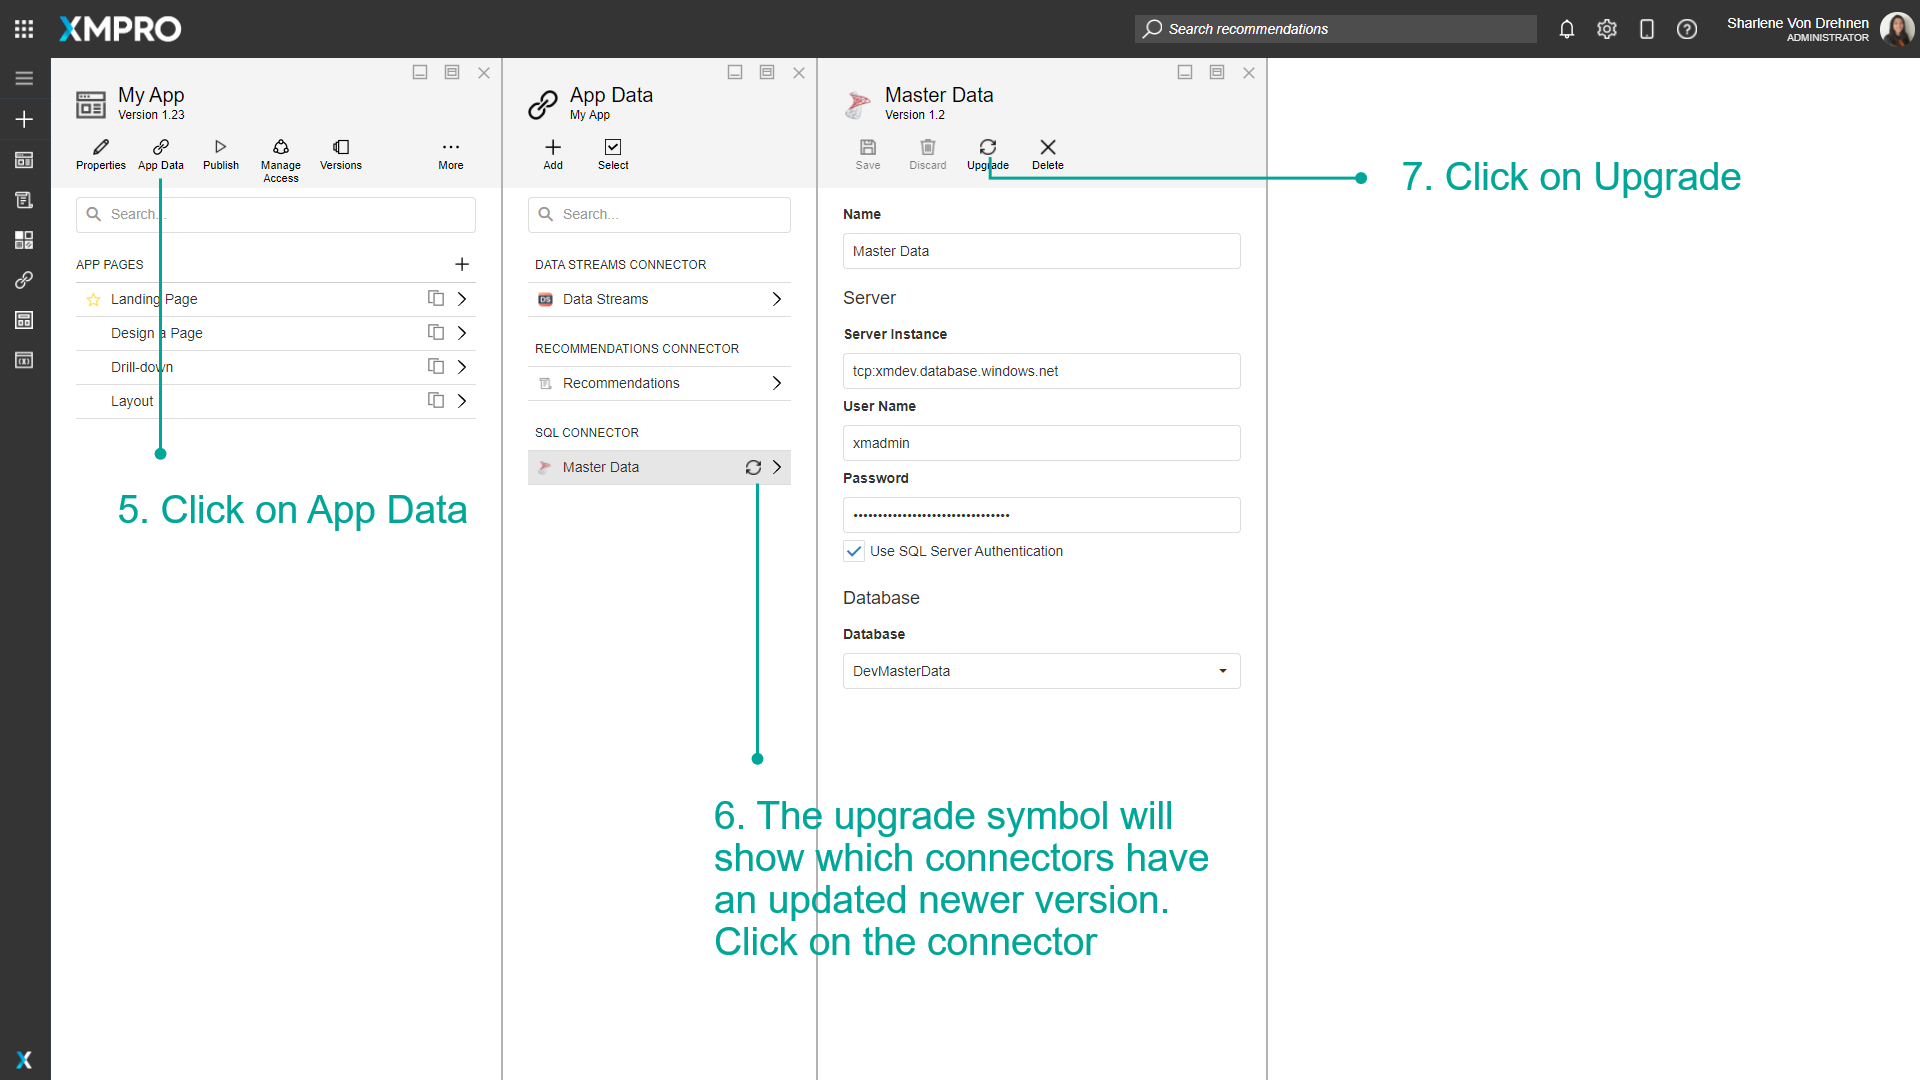 XMPRO
Search recommendations
Sharlene Von Drehnen
ADMINISTRATOR
My App
Version 1.23
Properties
App Data
Publish
Manage
Access
Versions
More
Search...
APP PAGES
Landing Page
Design a Page
Drill-down
Layout
5. Click on App Data
App Data
My App
Add
Select
Search...
DATA STREAMS CONNECTOR
DS
Data Streams
RECOMMENDATIONS CONNECTOR
Recommendations
SQL CONNECTOR
Master Data
6. The upgrade symbol will
show which connectors have
an updated newer version.
Click on the connector
Master Data
Version 1.2
Save
Discard
Upgrade
Delete
7. Click on Upgrade
Name
Master Data
Server
Server Instance
tcp:xmdev.database.windows.net
User Name
xmadmin
Password
Use SQL Server Authentication
Database
Database
DevMasterData